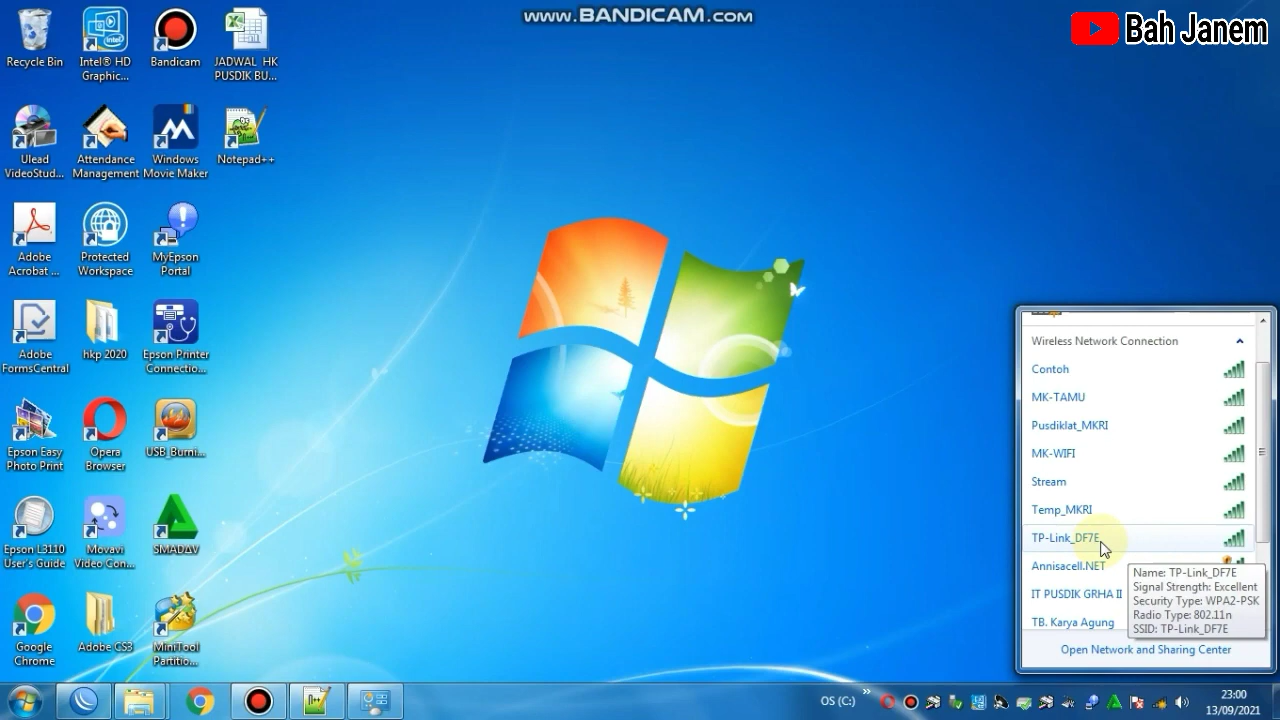 www.BANDICAM.com
Bah Janem
Recycle Bin
Intel® HD
Graphic...
Bandicam
JADWAL HK
PUSDIK BU...
Ulead
VideoStud...
Attendance
Management
Windows
Movie Maker
Notepad++
Adobe
Acrobat ...
Protected
Workspace
MyEpson
Portal
Adobe
FormsCentral
hkp 2020
Epson Printer
Connectio...
Epson Easy
Photo Print
Opera
Browser
USB_Burni...
Epson L3110
User's Guide
Movavi
Video Con...
SMADΔV
Google
Chrome
Adobe CS3
MiniTool
Partitio...
Wireless Network Connection
Contoh
MK-TAMU
Pusdiklat_MKRI
MK-WIFI
Stream
Temp_MKRI
TP-Link_DF7E
Annisacell.NET
IT PUSDIK GRHA II
TB. Karya Agung
Name: TP-Link_DF7E
Signal Strength: Excellent
Security Type: WPA2-PSK
Radio Type: 802.11n
SSID: TP-Link_DF7E
Open Network and Sharing Center
OS (C:)
»
23:00
13/09/2021